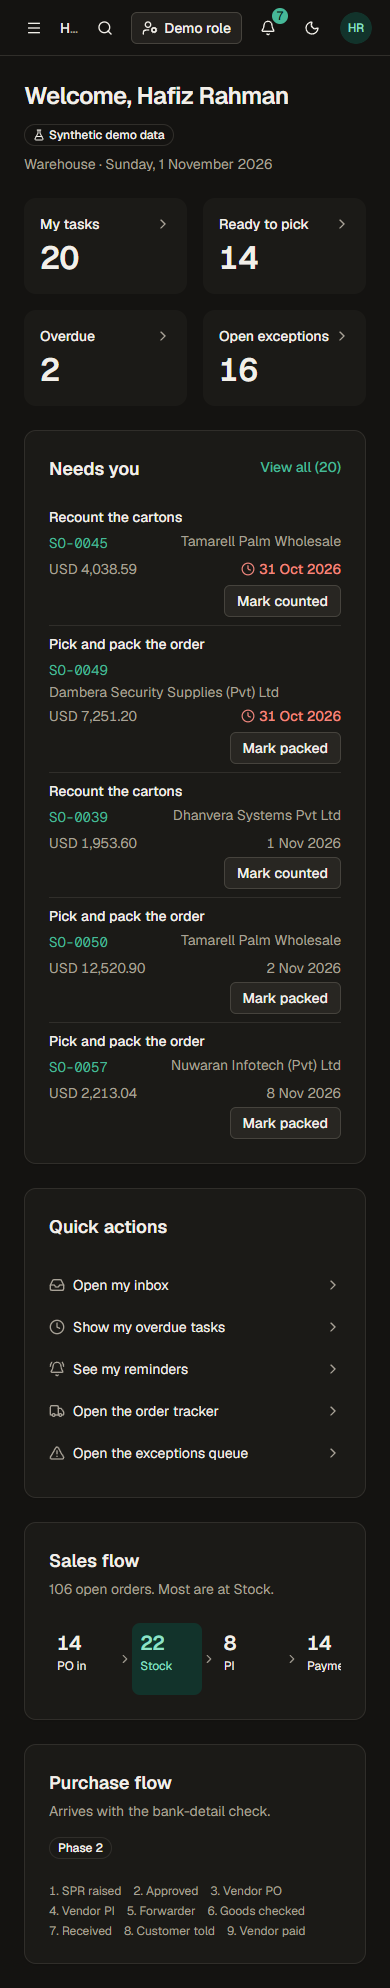 H...
Demo role
7
HR
Welcome, Hafiz Rahman
Synthetic demo data
Warehouse · Sunday, 1 November 2026
My tasks
20
Ready to pick
14
Overdue
2
Open exceptions
16
Needs you
View all (20)
Recount the cartons
SO-0045 Tamarell Palm Wholesale
USD 4,038.59 31 Oct 2026
Mark counted
Pick and pack the order
SO-0049
Dambera Security Supplies (Pvt) Ltd
USD 7,251.20 31 Oct 2026
Mark packed
Recount the cartons
SO-0039 Dhanvera Systems Pvt Ltd
USD 1,953.60 1 Nov 2026
Mark counted
Pick and pack the order
SO-0050 Tamarell Palm Wholesale
USD 12,520.90 2 Nov 2026
Mark packed
Pick and pack the order
SO-0057 Nuwaran Infotech (Pvt) Ltd
USD 2,213.04 8 Nov 2026
Mark packed
Quick actions
Open my inbox
Show my overdue tasks
See my reminders
Open the order tracker
Open the exceptions queue
Sales flow
106 open orders. Most are at Stock.
14 22 8 14
PO in Stock PI Payme
Purchase flow
Arrives with the bank-detail check.
Phase 2
1. SPR raised 2. Approved 3. Vendor PO
4. Vendor PI 5. Forwarder 6. Goods checked
7. Received 8. Customer told 9. Vendor paid